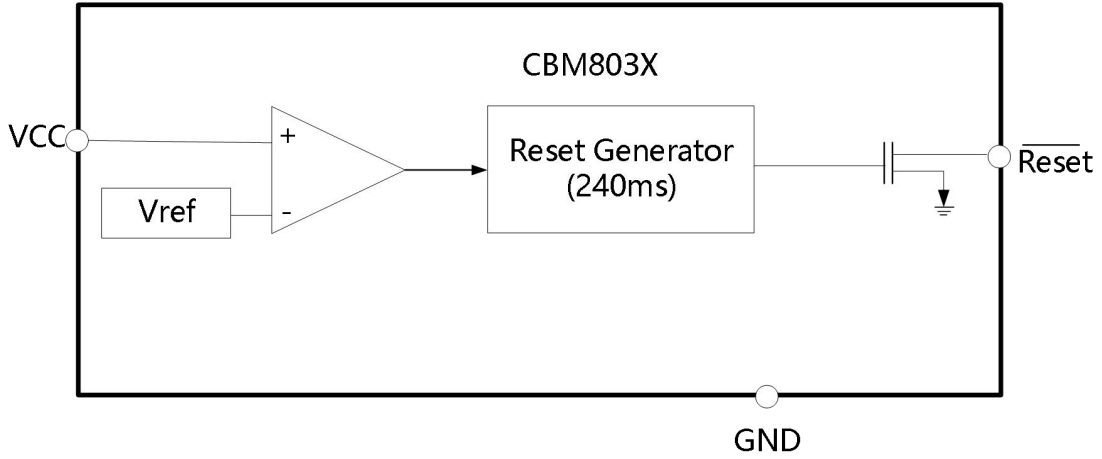 CBM803X
VCC
+
Vref
-
Reset Generator
(240ms)
Reset
GND